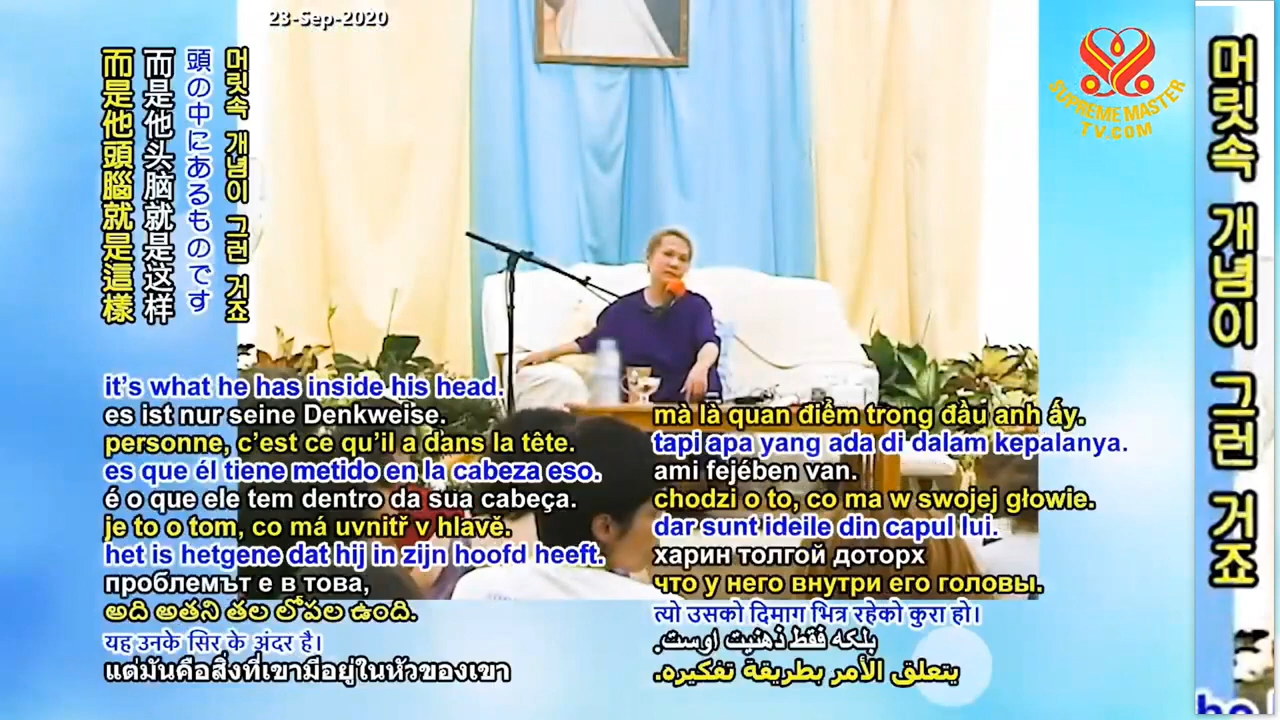 23-Sep-2020
SUPREME MASTER
TV.COM
머릿속 개념이 그런 거죠
頭の中にあるものです
而是他头脑就是这样
而是他頭腦就是這樣
it's what he has inside his head.
es ist nur seine Denkweise.
personne, c'est ce qu'il a dans la tête.
es que él tiene metido en la cabeza eso.
é o que ele tem dentro da sua cabeça.
je to o tom, co má uvnitř v hlavě.
het is hetgene dat hij in zijn hoofd heeft.
проблемът е в това,
అది అతని తల లోపల ఉంది.
यह उनके सिर के अंदर है।
แต่มันคือสิ่งที่เขามีอยู่ในหัวของเขา
mà là quan điểm trong đầu anh ấy.
tapi apa yang ada di dalam kepalanya.
ami fejében van.
chodzi o to, co ma w swojej głowie.
dar sunt ideile din capul lui.
харин толгой доторх
что у него внутри его головы.
त्यो उसको दिमाग भित्र रहेको कुरा हो।
بلکه فقط ذهنیت اوست.
يتعلق الأمر بطريقة تفكيره.
머릿속 개념이 그런 거죠